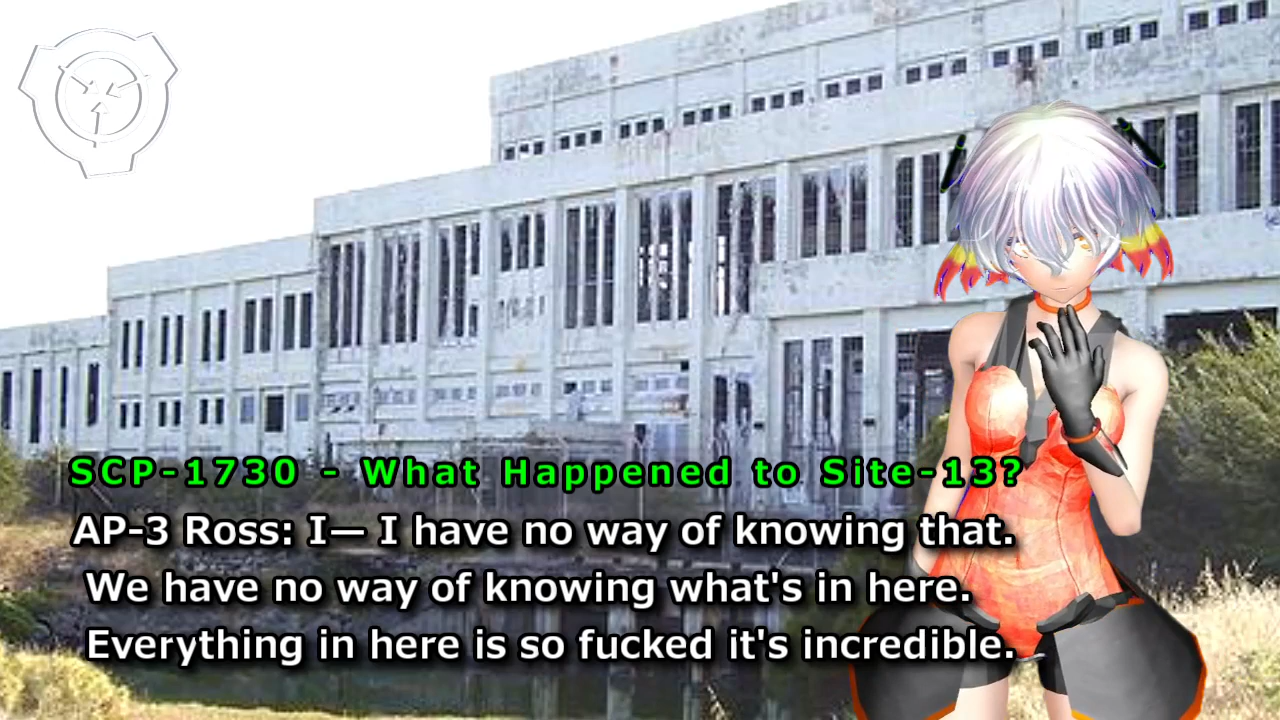 SCP-1730 - What Happened to Site-13?
AP-3 Ross: I— I have no way of knowing that.
We have no way of knowing what's in here.
Everything in here is so fucked it's incredible.